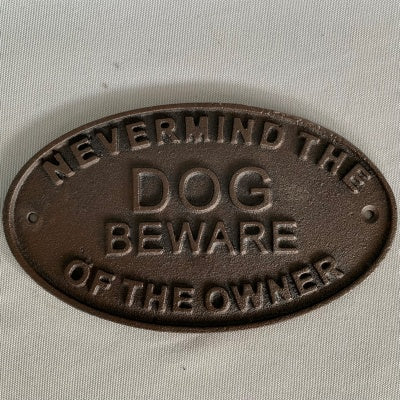 NEVERMIND THE
DOG
BEWARE
OF THE OWNER